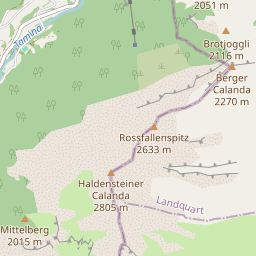 2051 m
Brotjoggli
2116 m
Tamina
Berger
Calanda
2270 m
Rossfallenspitz
2633 m
Haldensteiner
Calanda
2805 m
Landquart
Mittelberg
2015 m